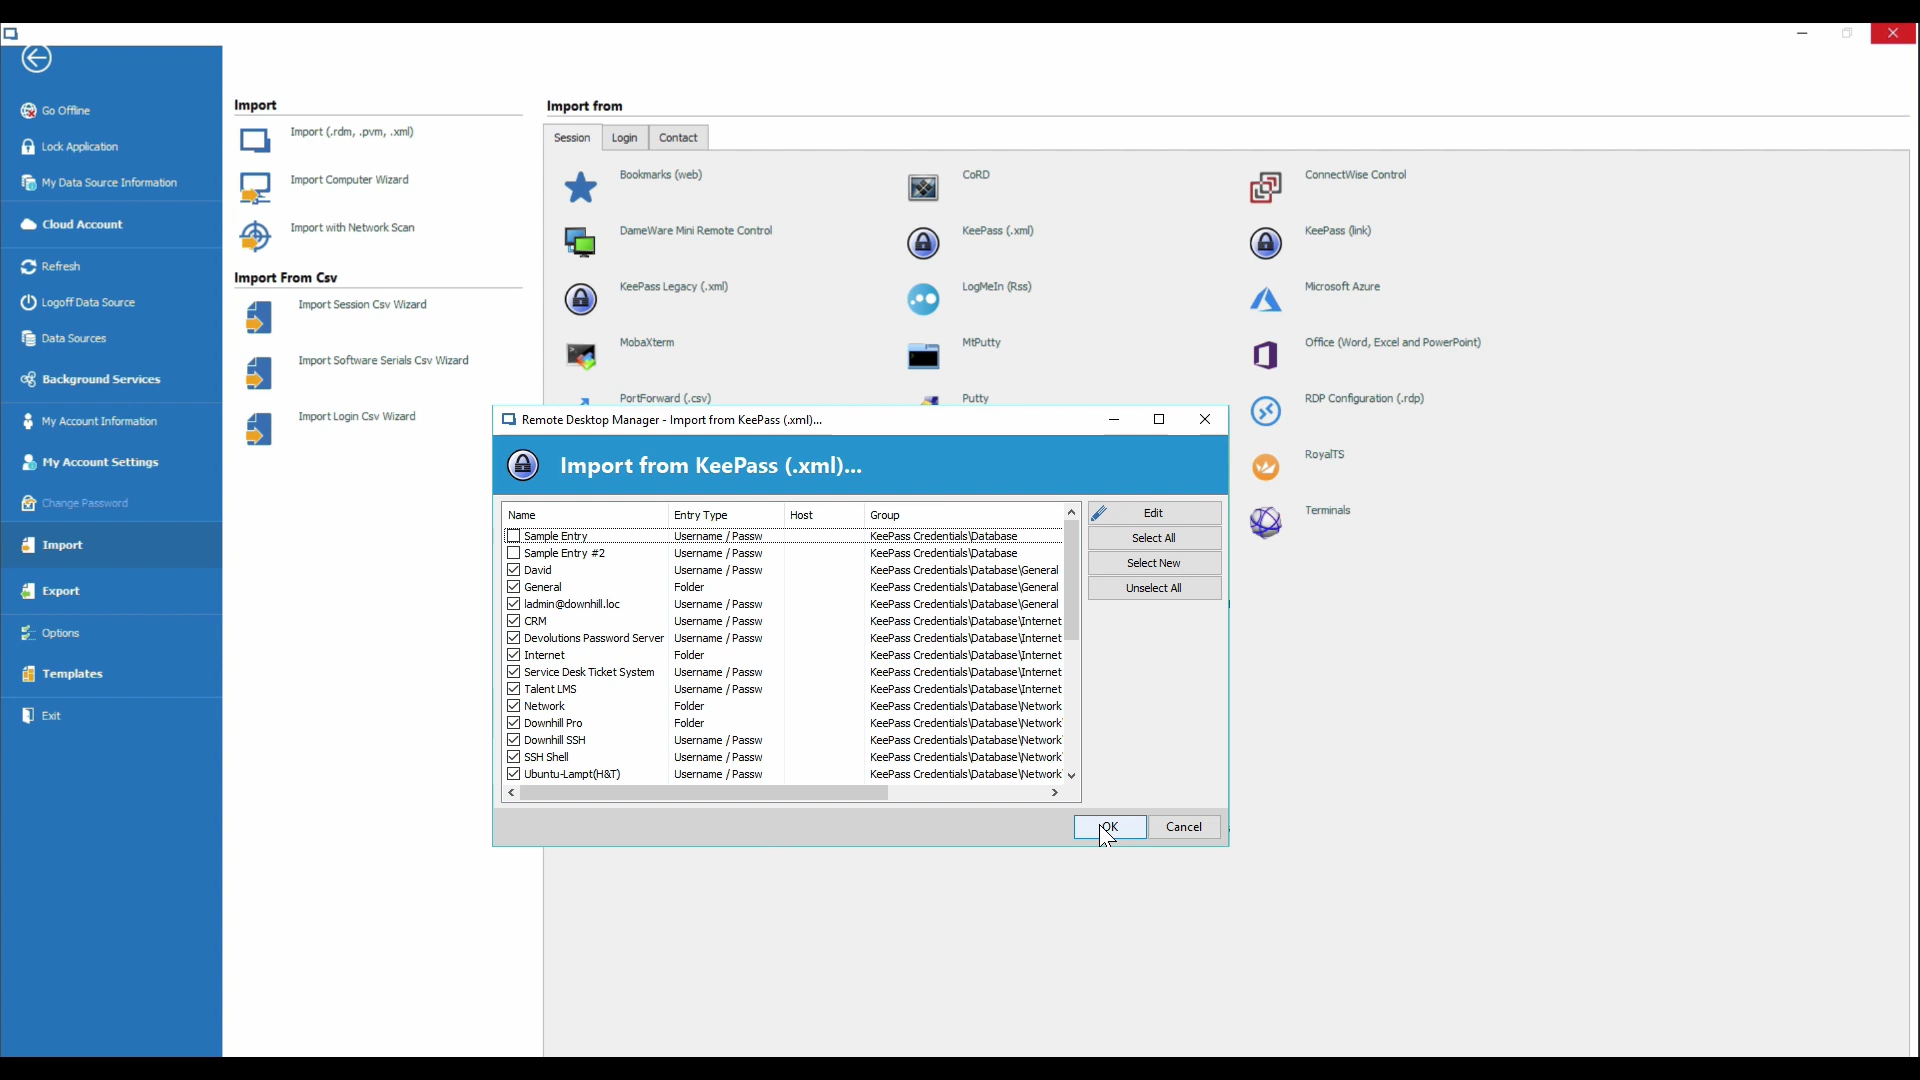 Go Offline
Lock Application
My Data Source Information
Cloud Account
Refresh
Logoff Data Source
Data Sources
Background Services
My Account Information
My Account Settings
Change Password
Import
Export
Options
Templates
Exit
Import
Import (.rdm, .pvm, .xml)
Import Computer Wizard
Import with Network Scan
Import From Csv
Import Session Csv Wizard
Import Software Serials Csv Wizard
Import Login Csv Wizard
Import from
Session Login Contact
Bookmarks (web) CoRD ConnectWise Control
DameWare Mini Remote Control KeePass (.xml) KeePass (link)
KeePass Legacy (.xml) LogMeIn (Rss) Microsoft Azure
MobaXterm MtPutty Office (Word, Excel and PowerPoint)
PortForward (.csv) Putty RDP Configuration (.rdp)
RoyalTS
Terminals
Remote Desktop Manager - Import from KeePass (.xml)...
Import from KeePass (.xml)...
Name Entry Type Host Group
Sample Entry Username / Passw KeePass Credentials\Database
Sample Entry #2 Username / Passw KeePass Credentials\Database
David Username / Passw KeePass Credentials\Database\General
General Folder KeePass Credentials\Database\General
ladmin@downhill.loc Username / Passw KeePass Credentials\Database\General
CRM Username / Passw KeePass Credentials\Database\Internet
Devolutions Password Server Username / Passw KeePass Credentials\Database\Internet
Internet Folder KeePass Credentials\Database\Internet
Service Desk Ticket System Username / Passw KeePass Credentials\Database\Internet
Talent LMS Username / Passw KeePass Credentials\Database\Internet
Network Folder KeePass Credentials\Database\Network
Downhill Pro Folder KeePass Credentials\Database\Network
Downhill SSH Username / Passw KeePass Credentials\Database\Network
SSH Shell Username / Passw KeePass Credentials\Database\Network
Ubuntu-Lampt(H&T) Username / Passw KeePass Credentials\Database\Network
Edit
Select All
Select New
Unselect All
OK Cancel